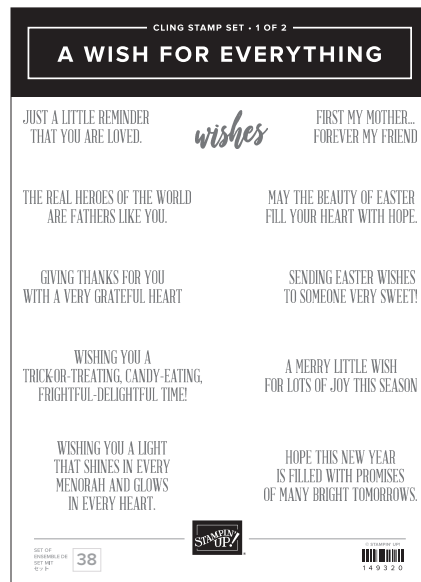 CLING STAMP SET • 1 OF 2
A WISH FOR EVERYTHING
JUST A LITTLE REMINDER
THAT YOU ARE LOVED.
wishes
FIRST MY MOTHER...
FOREVER MY FRIEND
THE REAL HEROES OF THE WORLD
ARE FATHERS LIKE YOU.
MAY THE BEAUTY OF EASTER
FILL YOUR HEART WITH HOPE.
GIVING THANKS FOR YOU
WITH A VERY GRATEFUL HEART
SENDING EASTER WISHES
TO SOMEONE VERY SWEET!
WISHING YOU A
TRICK-OR-TREATING, CANDY-EATING,
FRIGHTFUL-DELIGHTFUL TIME!
A MERRY LITTLE WISH
FOR LOTS OF JOY THIS SEASON
WISHING YOU A LIGHT
THAT SHINES IN EVERY
MENORAH AND GLOWS
IN EVERY HEART.
HOPE THIS NEW YEAR
IS FILLED WITH PROMISES
OF MANY BRIGHT TOMORROWS.
STAMPIN' UP!
SET OF
ENSEMBLE DE
SET MIT
セット
38
© STAMPIN' UP!
149320